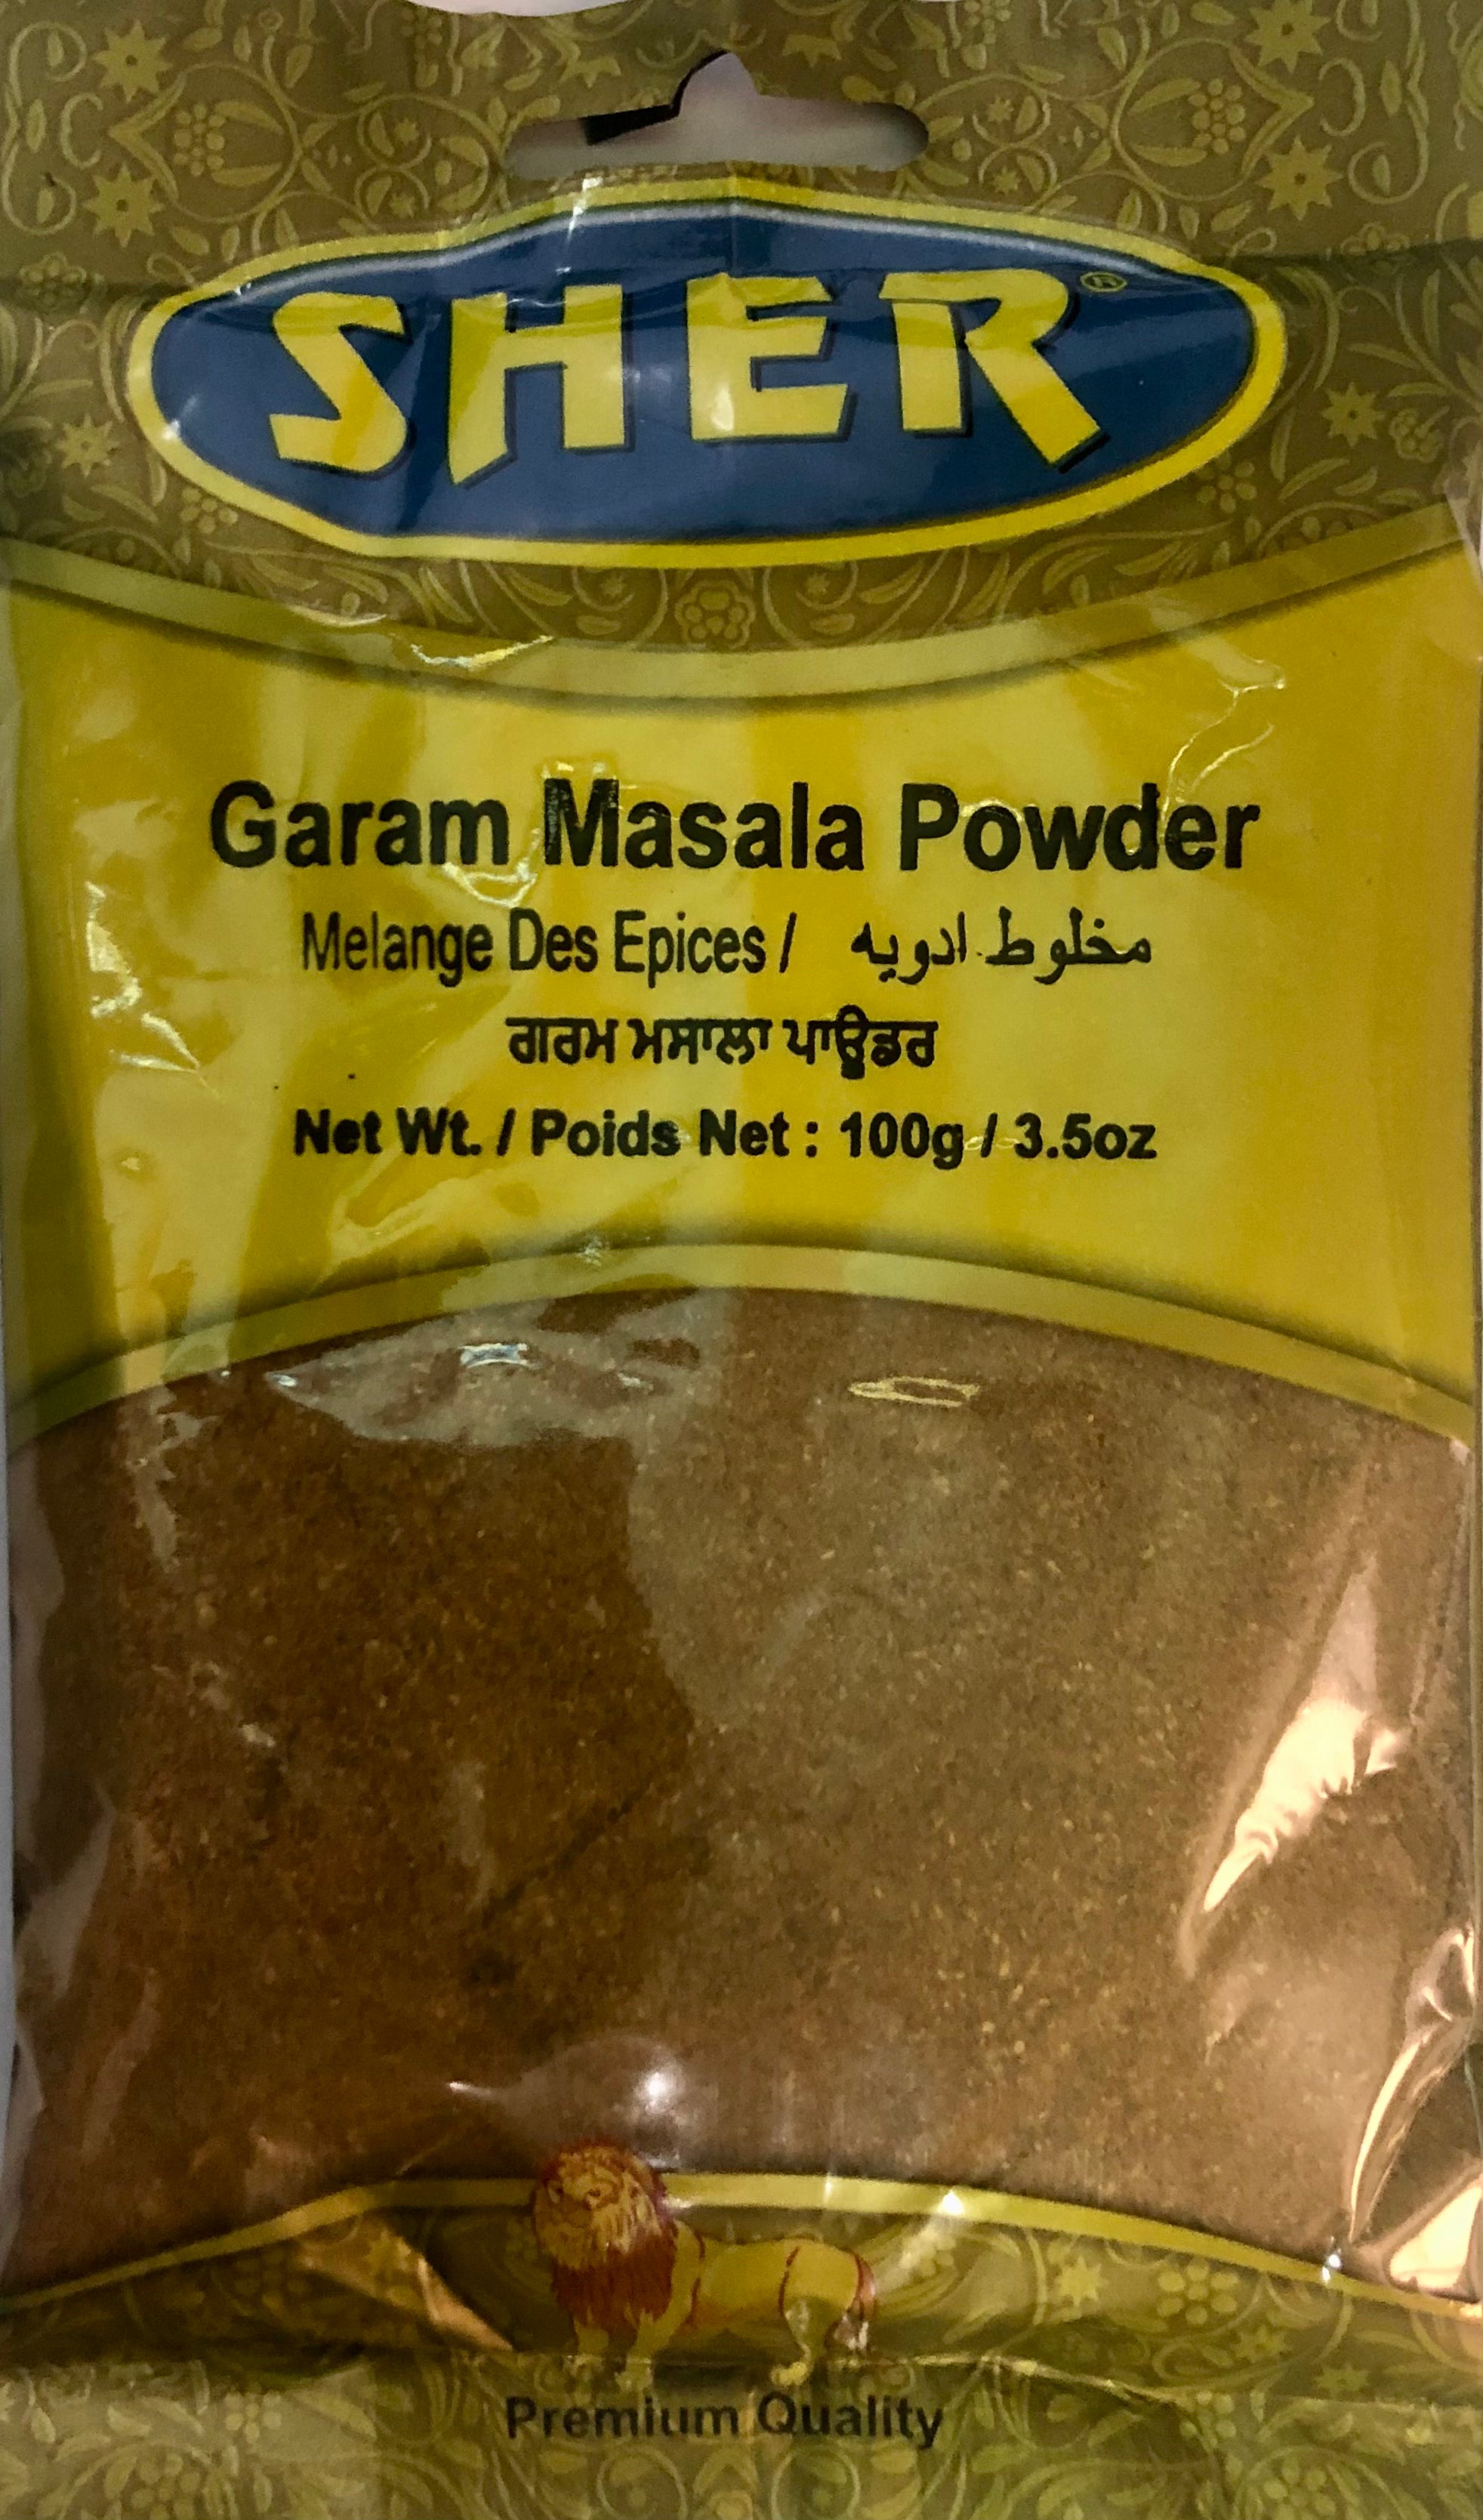 SHER®
Garam Masala Powder
Melange Des Epices / مخلوط ادويه
ਗਰਮ ਮਸਾਲਾ ਪਾਊਡਰ
Net Wt. / Poids Net : 100g / 3.5oz
Premium Quality